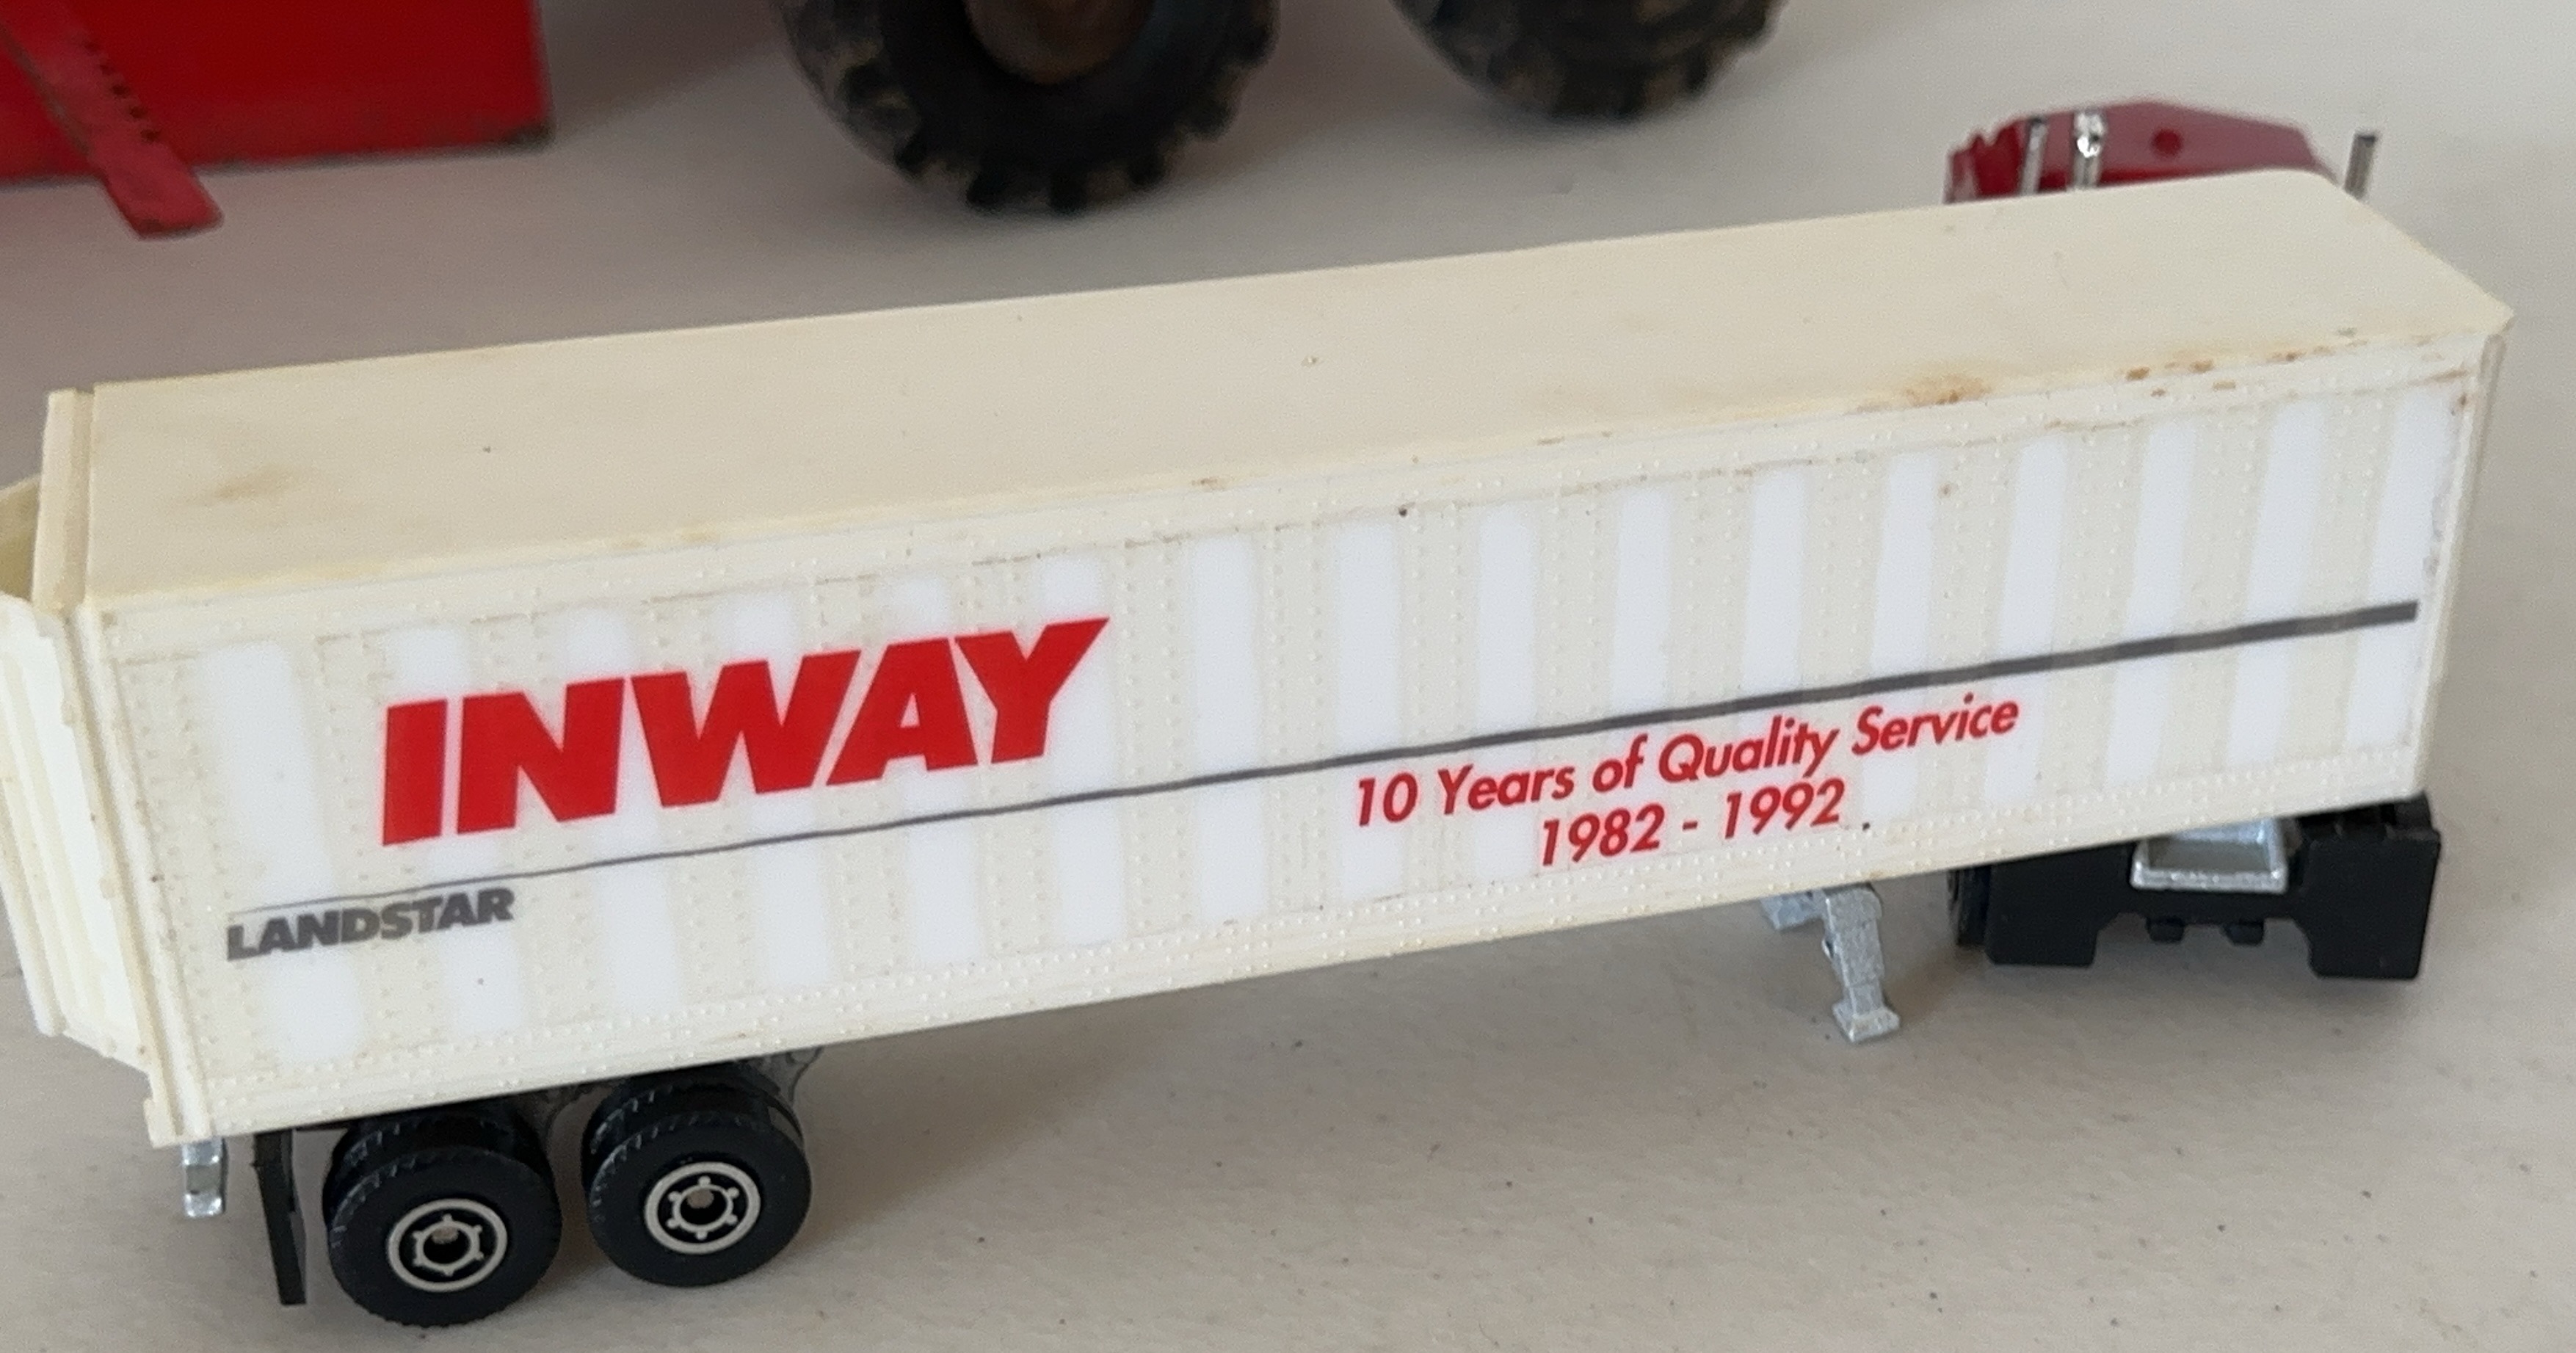 INWAY
LANDSTAR
10 Years of Quality Service
1982 - 1992